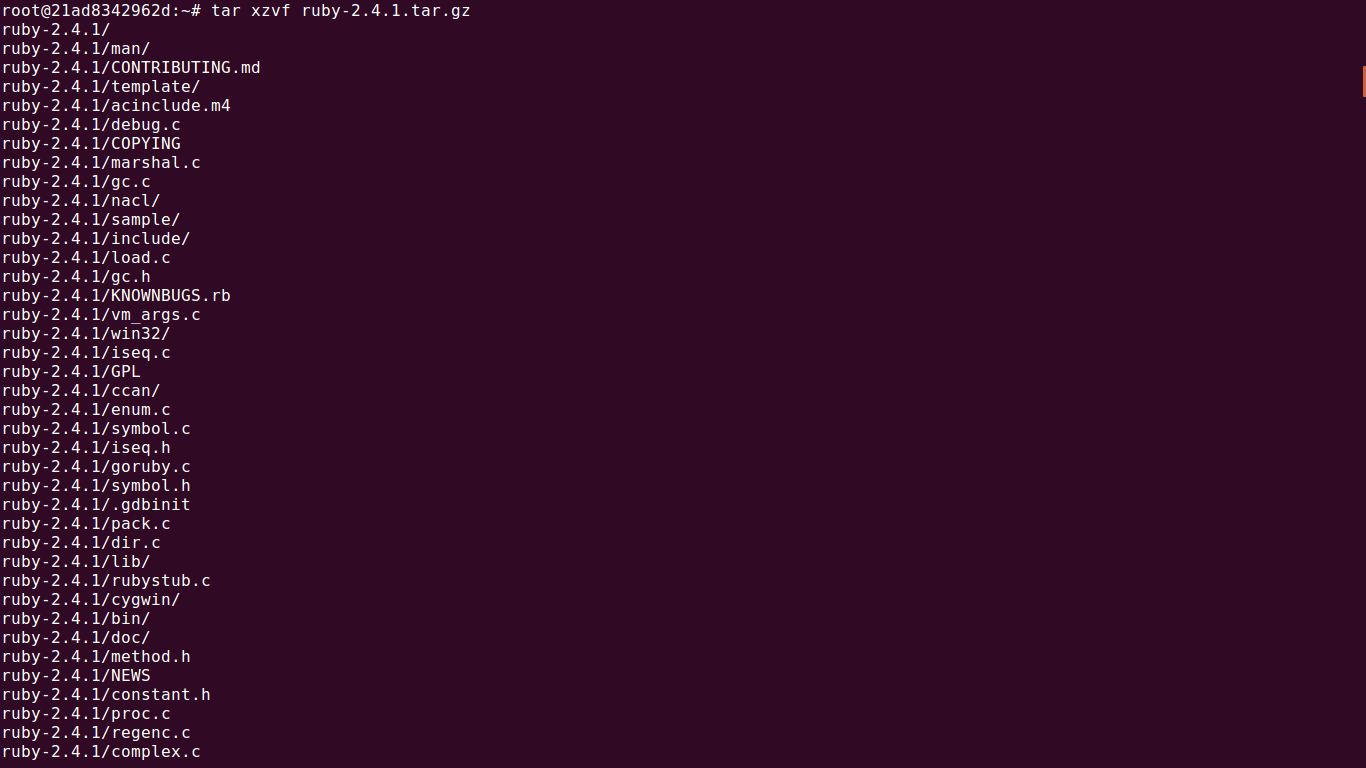 root@21ad8342962d:~# tar xzvf ruby-2.4.1.tar.gz
ruby-2.4.1/
ruby-2.4.1/man/
ruby-2.4.1/CONTRIBUTING.md
ruby-2.4.1/template/
ruby-2.4.1/acinclude.m4
ruby-2.4.1/debug.c
ruby-2.4.1/COPYING
ruby-2.4.1/marshal.c
ruby-2.4.1/gc.c
ruby-2.4.1/nacl/
ruby-2.4.1/sample/
ruby-2.4.1/include/
ruby-2.4.1/load.c
ruby-2.4.1/gc.h
ruby-2.4.1/KNOWNBUGS.rb
ruby-2.4.1/vm_args.c
ruby-2.4.1/win32/
ruby-2.4.1/iseq.c
ruby-2.4.1/GPL
ruby-2.4.1/ccan/
ruby-2.4.1/enum.c
ruby-2.4.1/symbol.c
ruby-2.4.1/iseq.h
ruby-2.4.1/goruby.c
ruby-2.4.1/symbol.h
ruby-2.4.1/.gdbinit
ruby-2.4.1/pack.c
ruby-2.4.1/dir.c
ruby-2.4.1/lib/
ruby-2.4.1/rubystub.c
ruby-2.4.1/cygwin/
ruby-2.4.1/bin/
ruby-2.4.1/doc/
ruby-2.4.1/method.h
ruby-2.4.1/NEWS
ruby-2.4.1/constant.h
ruby-2.4.1/proc.c
ruby-2.4.1/regenc.c
ruby-2.4.1/complex.c